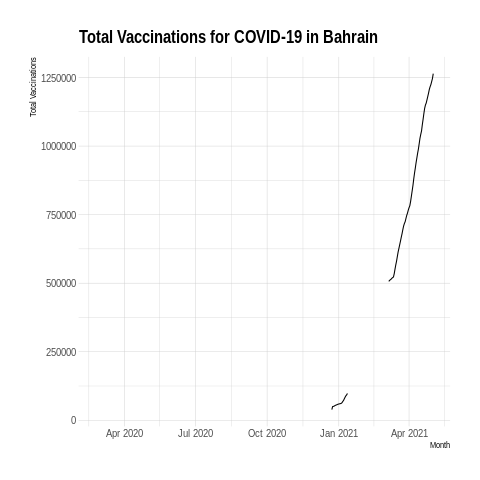 Total Vaccinations for COVID-19 in Bahrain
Total Vaccinations
1250000
1000000
750000
500000
250000
0
Apr 2020 Jul 2020 Oct 2020 Jan 2021 Apr 2021
Month